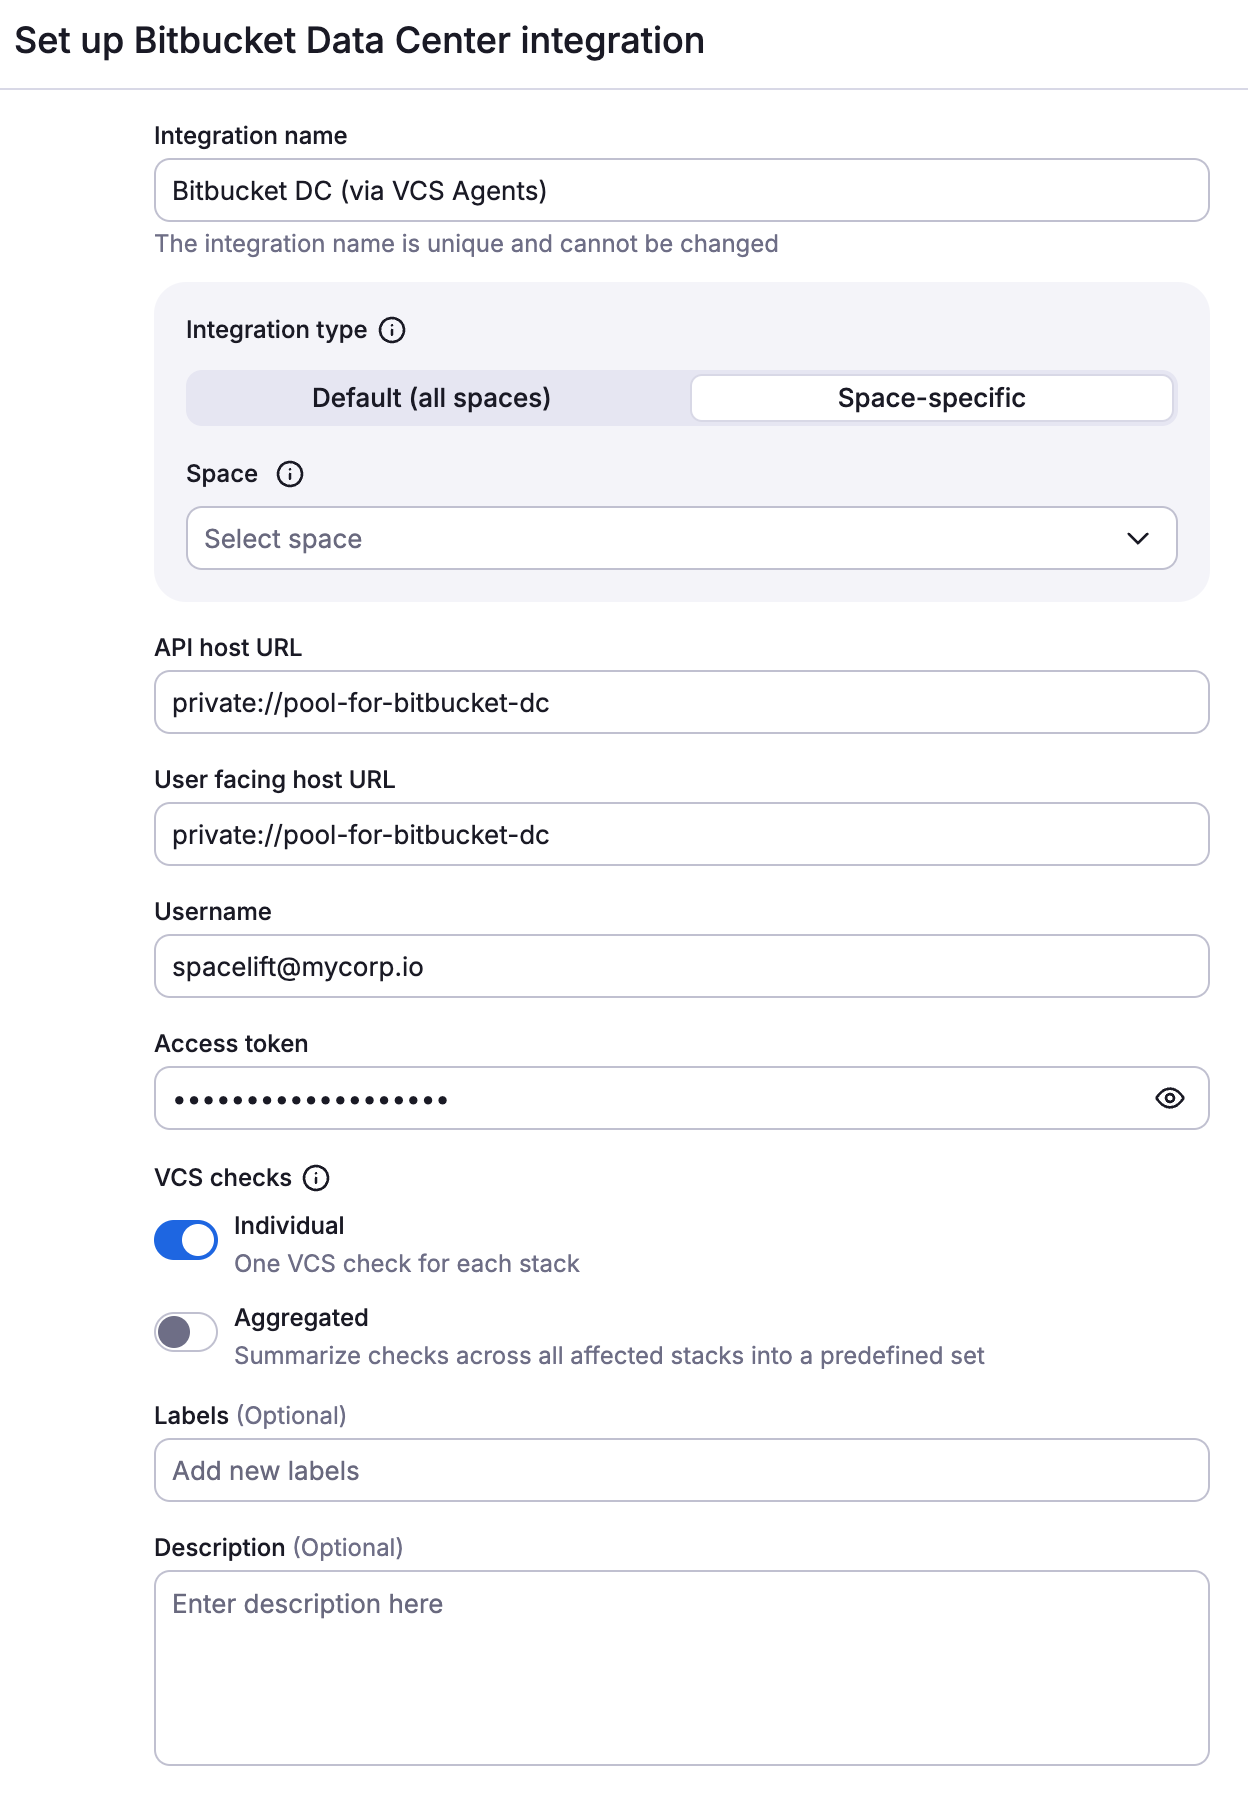 Set up Bitbucket Data Center integration
Integration name
Bitbucket DC (via VCS Agents)
The integration name is unique and cannot be changed
Integration type
Default (all spaces)
Space-specific
Space
Select space
API host URL
private://pool-for-bitbucket-dc
User facing host URL
private://pool-for-bitbucket-dc
Username
spacelift@mycorp.io
Access token
•••••••••••••••••••
VCS checks
Individual
One VCS check for each stack
Aggregated
Summarize checks across all affected stacks into a predefined set
Labels (Optional)
Add new labels
Description (Optional)
Enter description here